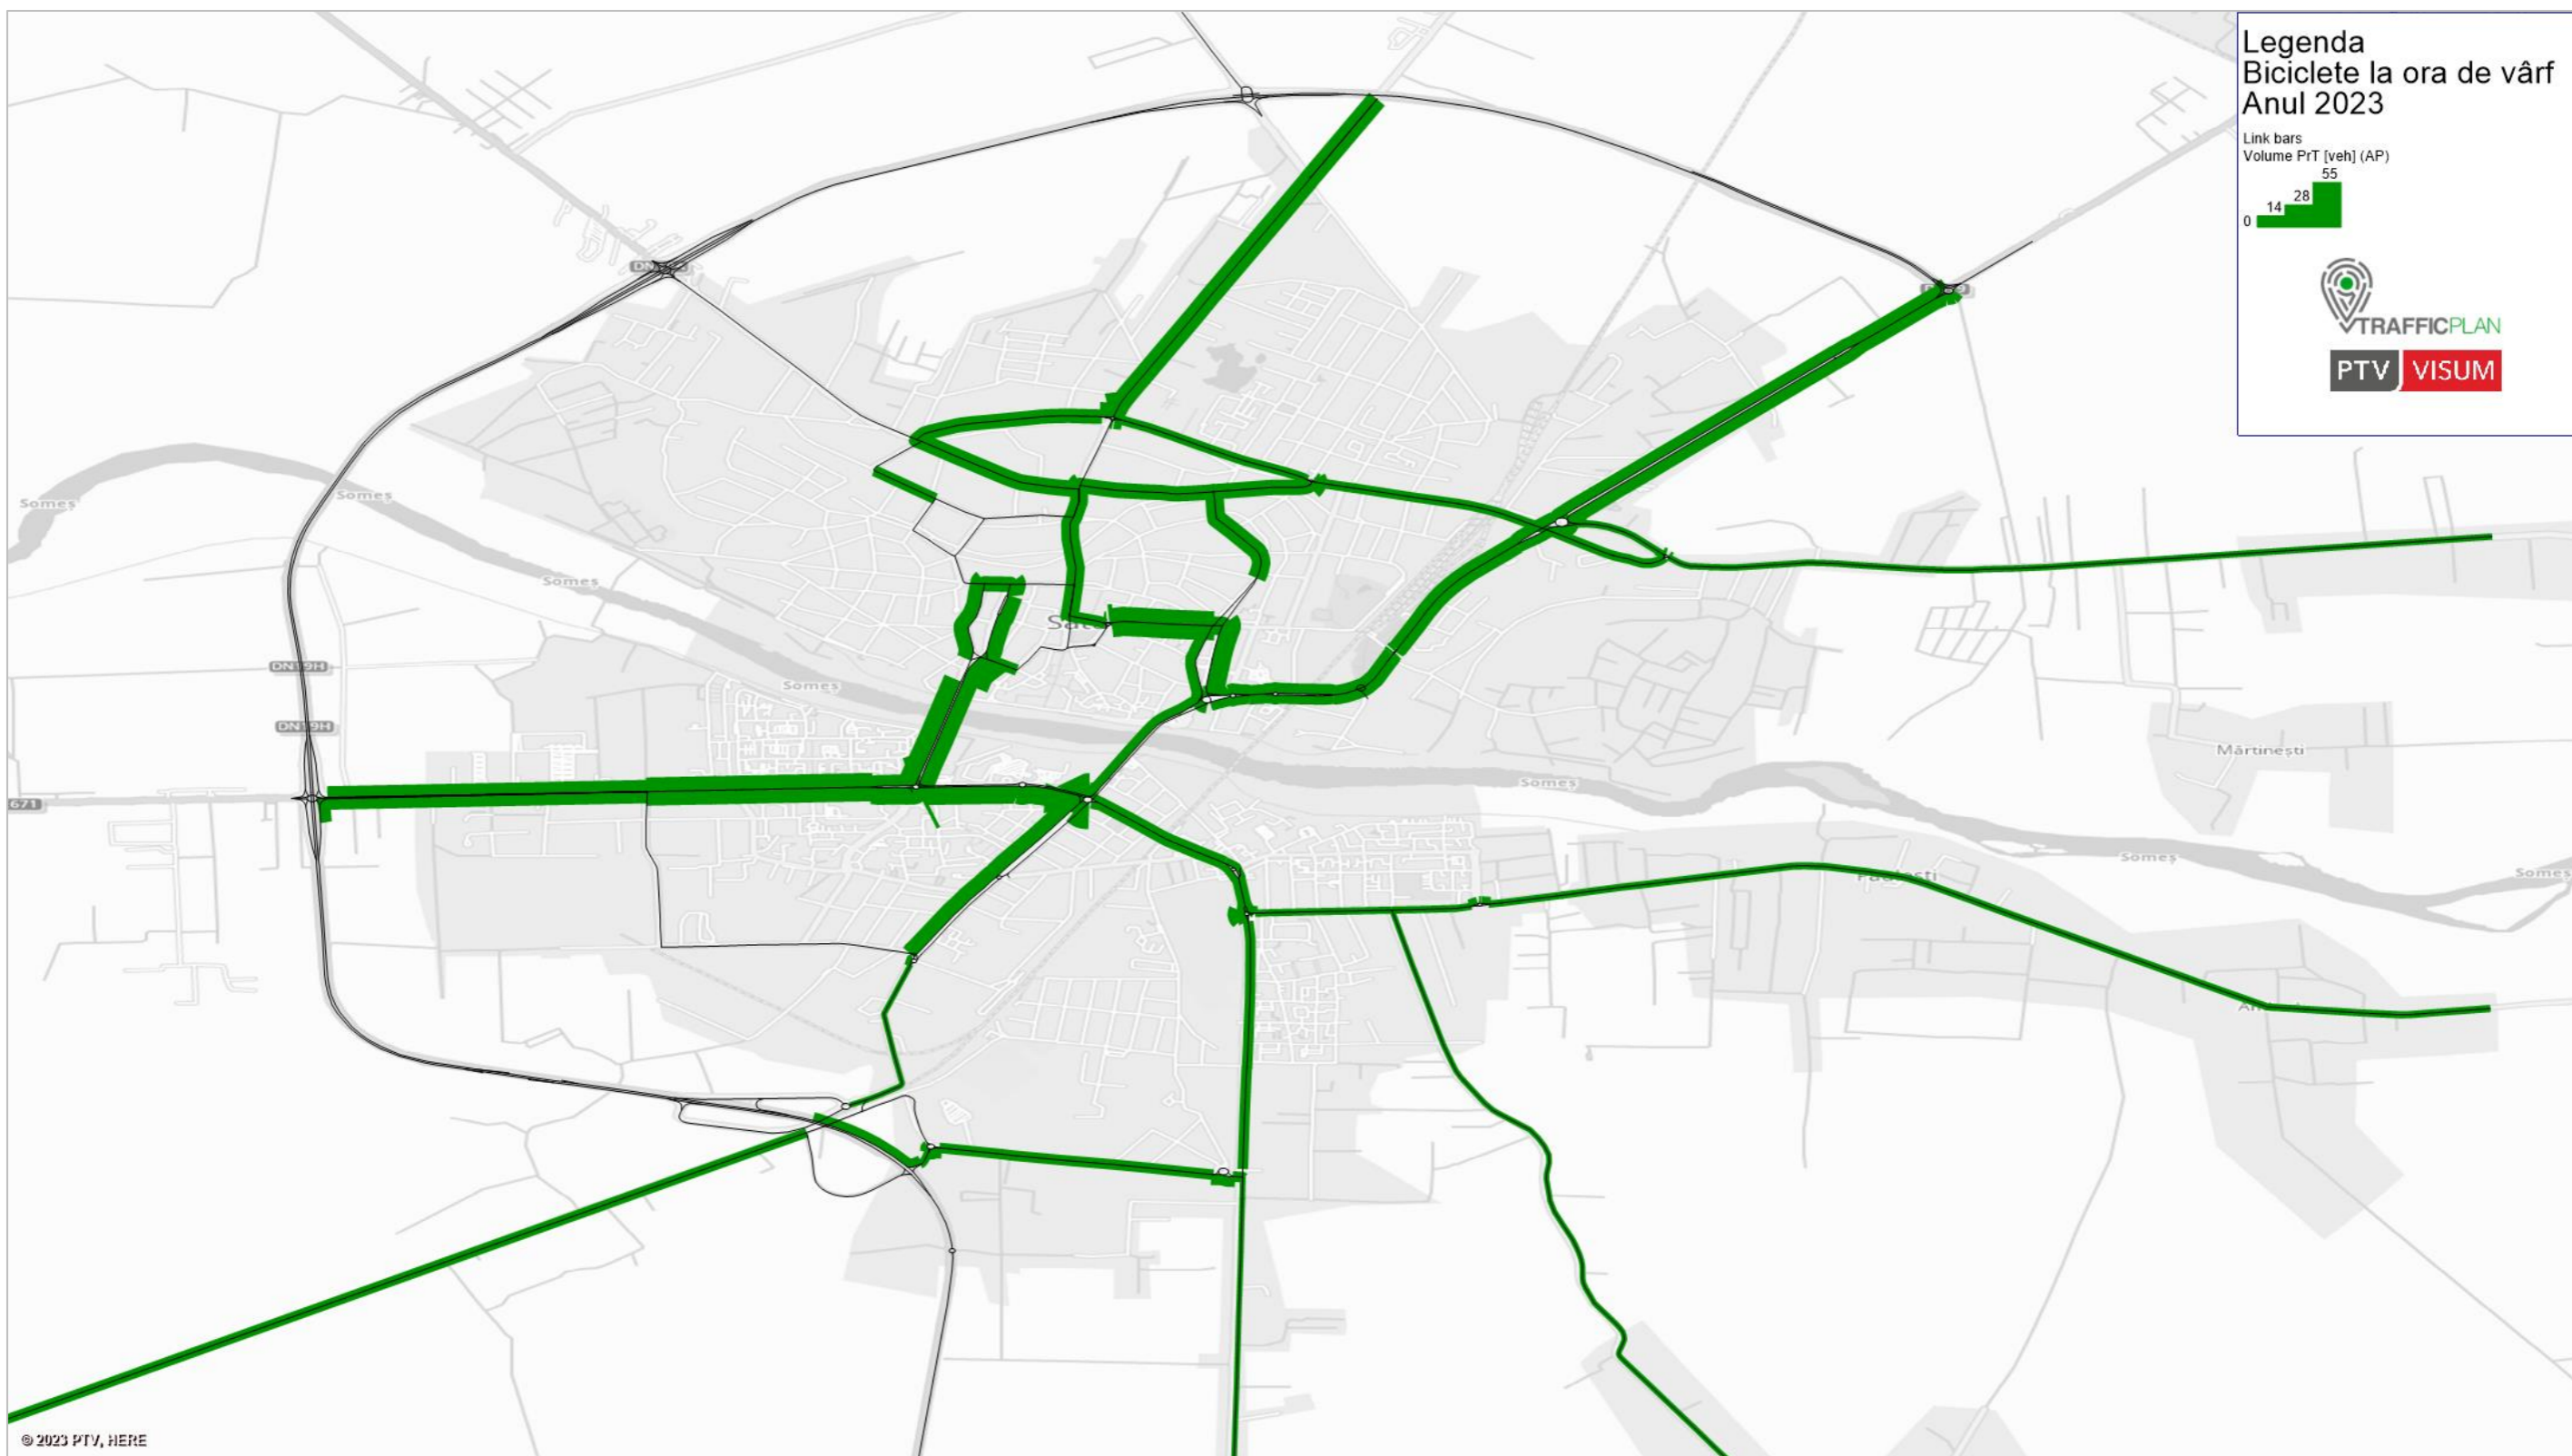 Legenda
Biciclete la ora de vârf
Anul 2023
Link bars
Volume PrT [veh] (AP)
55
28
14
0
TRAFFICPLAN
PTV VISUM
Someș
Someș
Someș
DN19H
Someș
DN19H
671
Someș
Mărtinești
Someș
Someș
© 2023 PTV, HERE